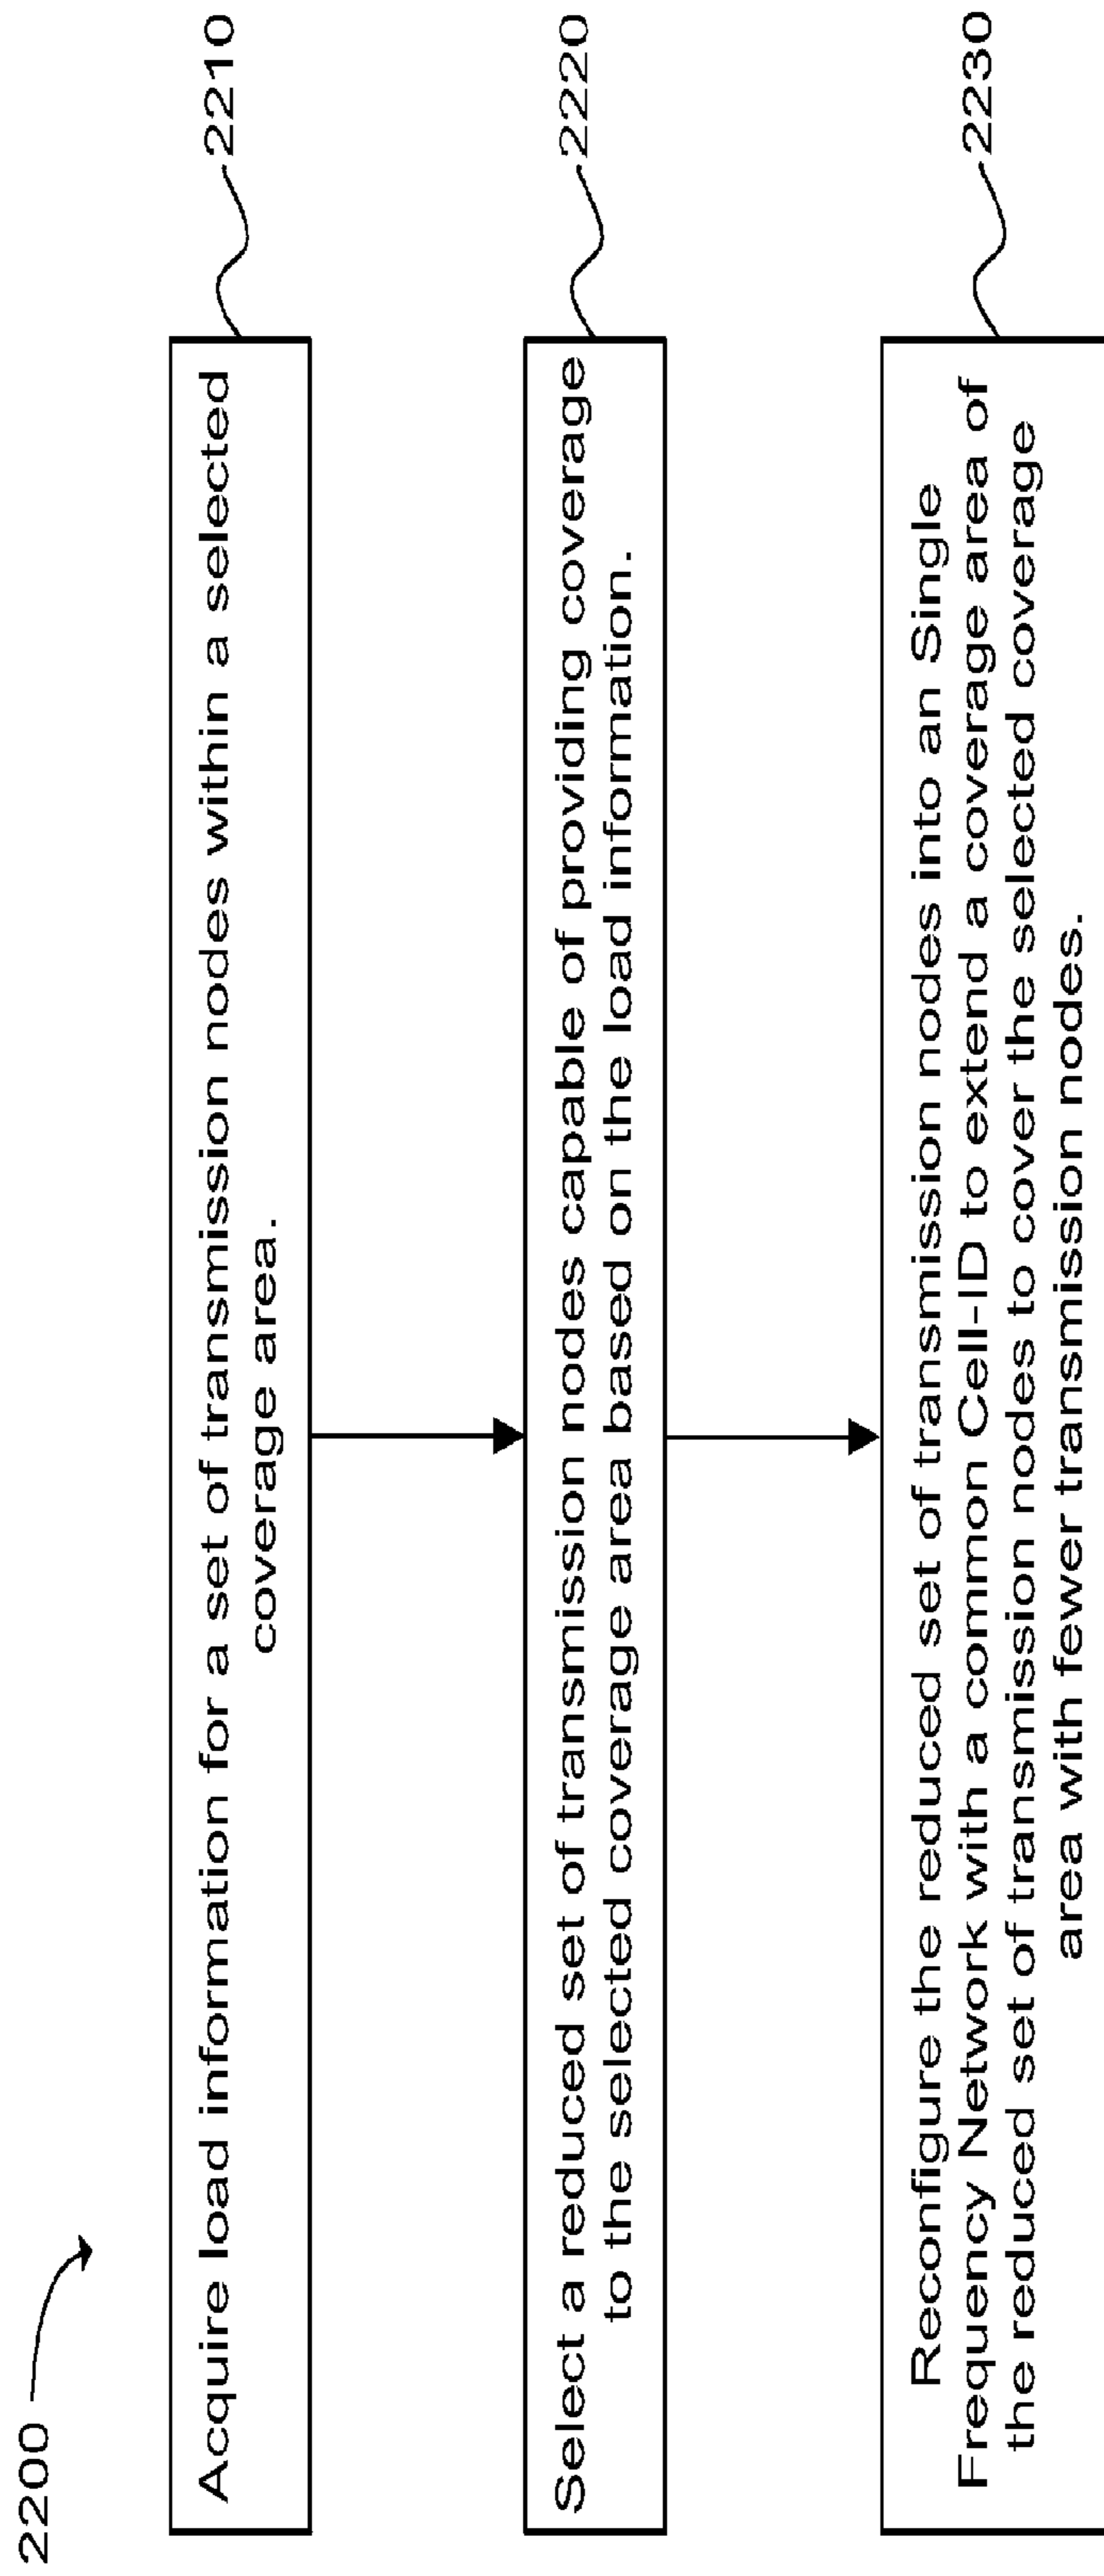 2200
Acquire load information for a set of transmission nodes within a selected
coverage area.
2210
Select a reduced set of transmission nodes capable of providing coverage
to the selected coverage area based on the load information.
2220
Reconfigure the reduced set of transmission nodes into an Single
Frequency Network with a common Cell-ID to extend a coverage area of
the reduced set of transmission nodes to cover the selected coverage
area with fewer transmission nodes.
2230